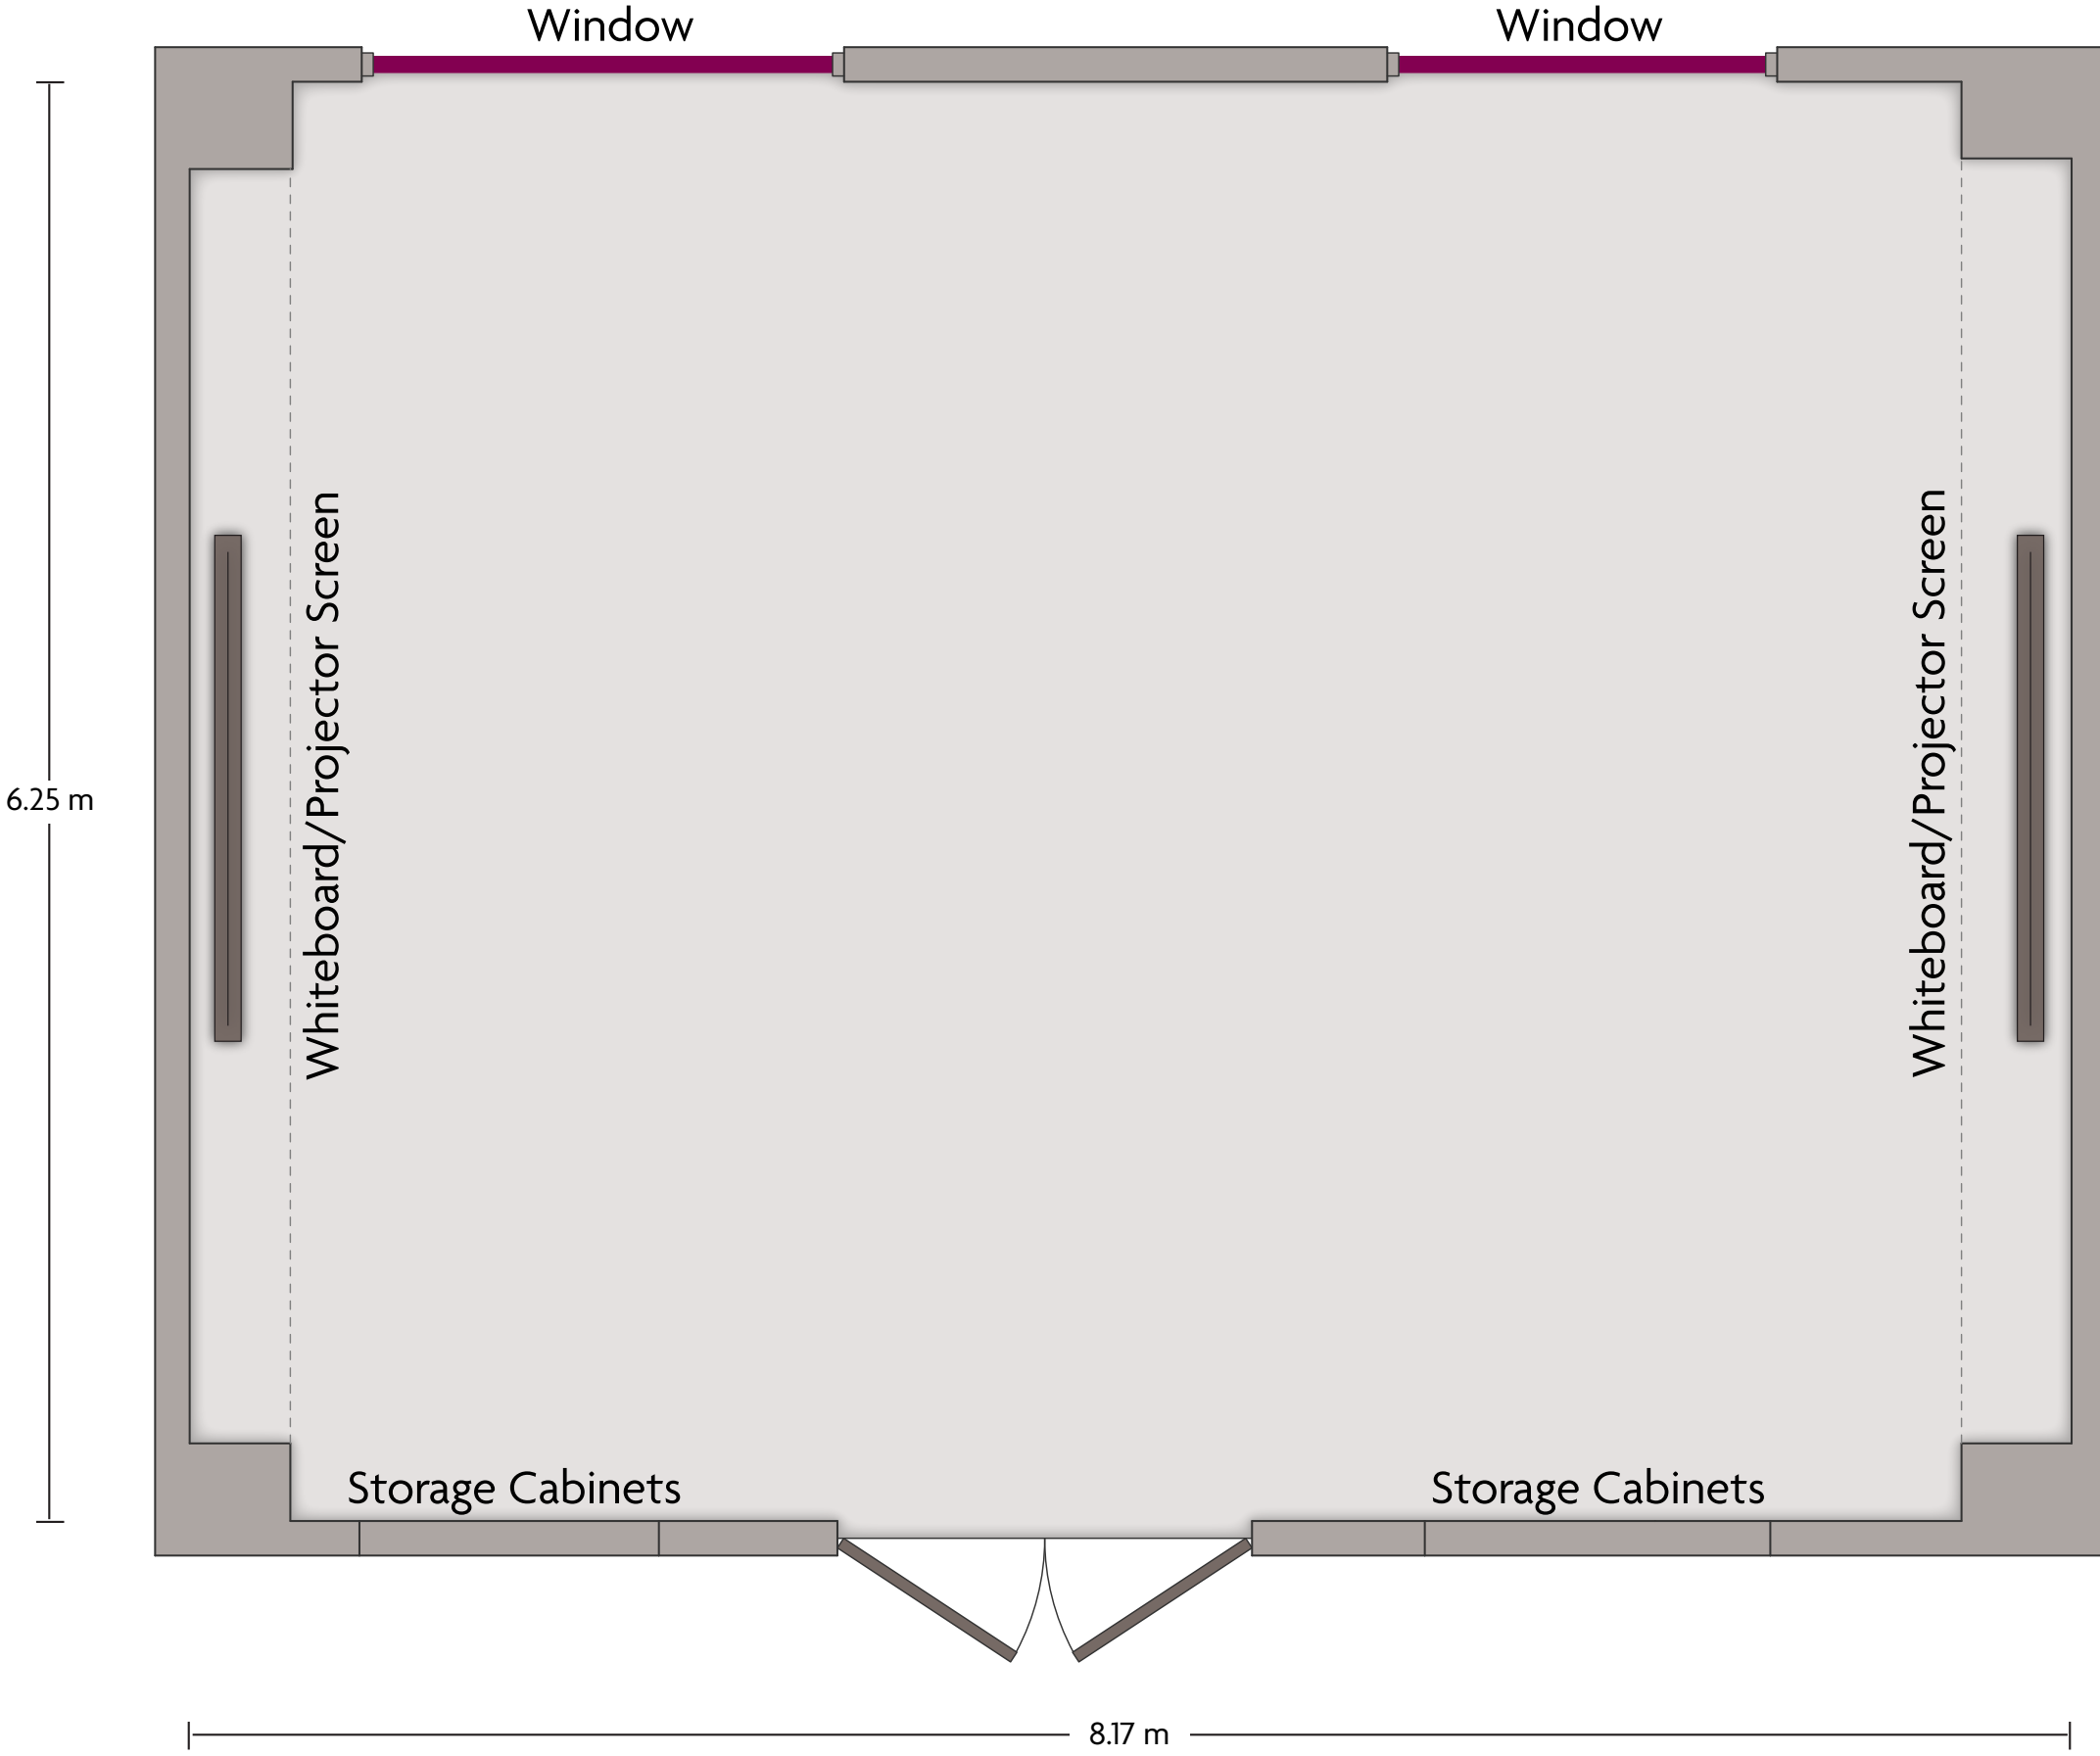 Window
Window
Whiteboard/Projector Screen
Whiteboard/Projector Screen
6.25 m
Storage Cabinets
Storage Cabinets
8.17 m